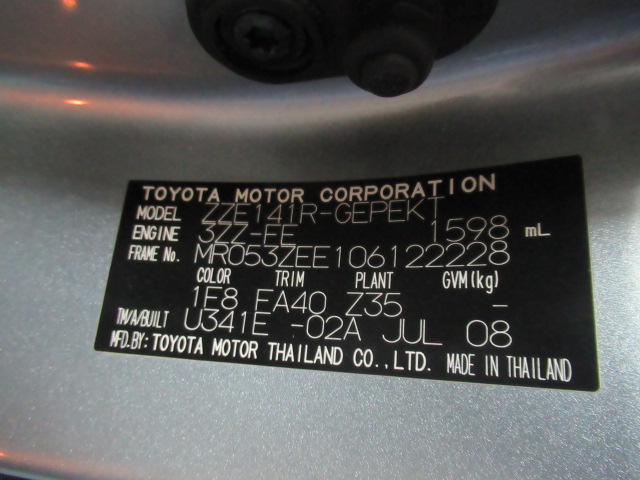 TOYOTA MOTOR CORPORATION
MODEL ZZE141R-GEPEKT
ENGINE 3ZZ-FE 1598 mL
FRAME No. MR053ZEE106122228
COLOR TRIM PLANT GVM(kg)
1E8 FA40 Z35 -
TM/A/BUILT U341E -02A JUL 08
MFD.BY: TOYOTA MOTOR THAILAND CO.,LTD. MADE IN THAILAND